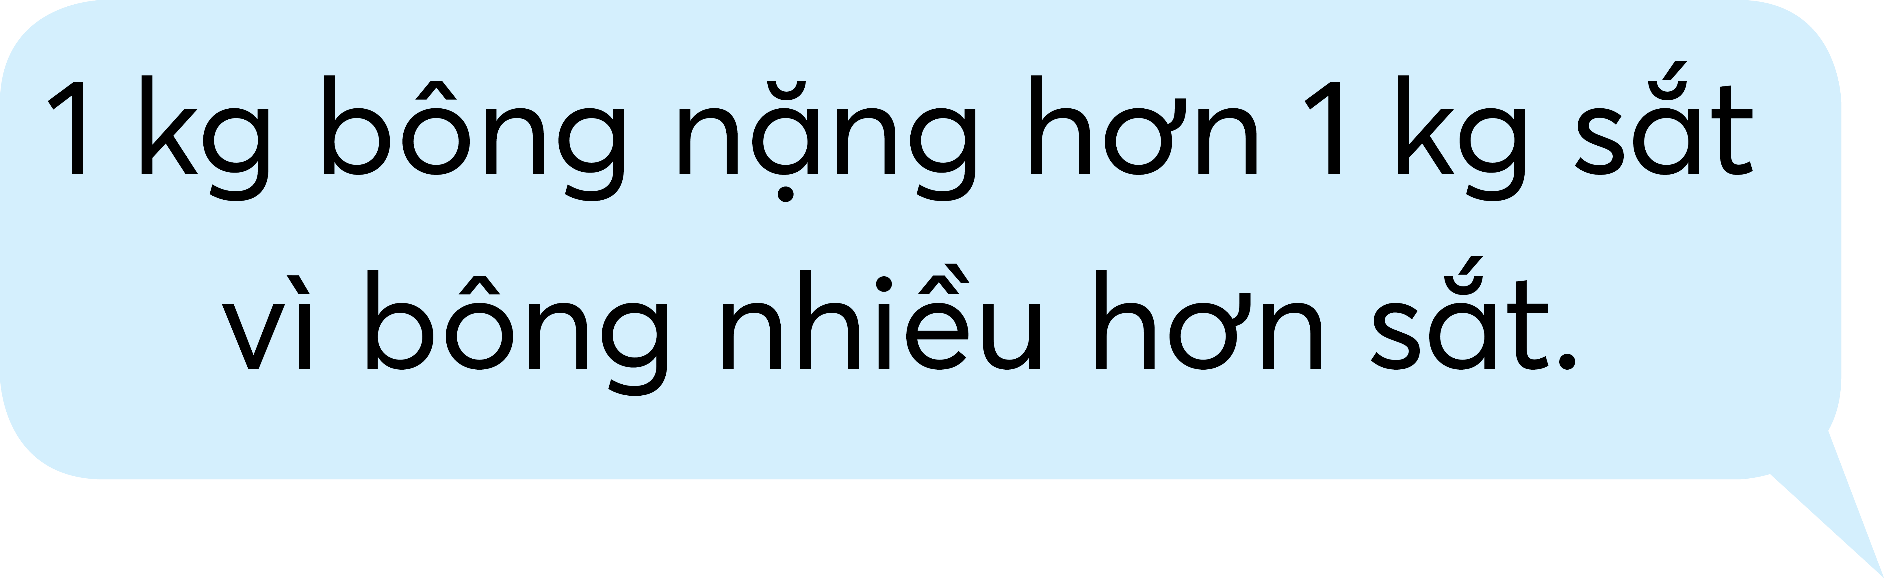 1 kg bông nặng hơn 1 kg sắt
vì bông nhiều hơn sắt.